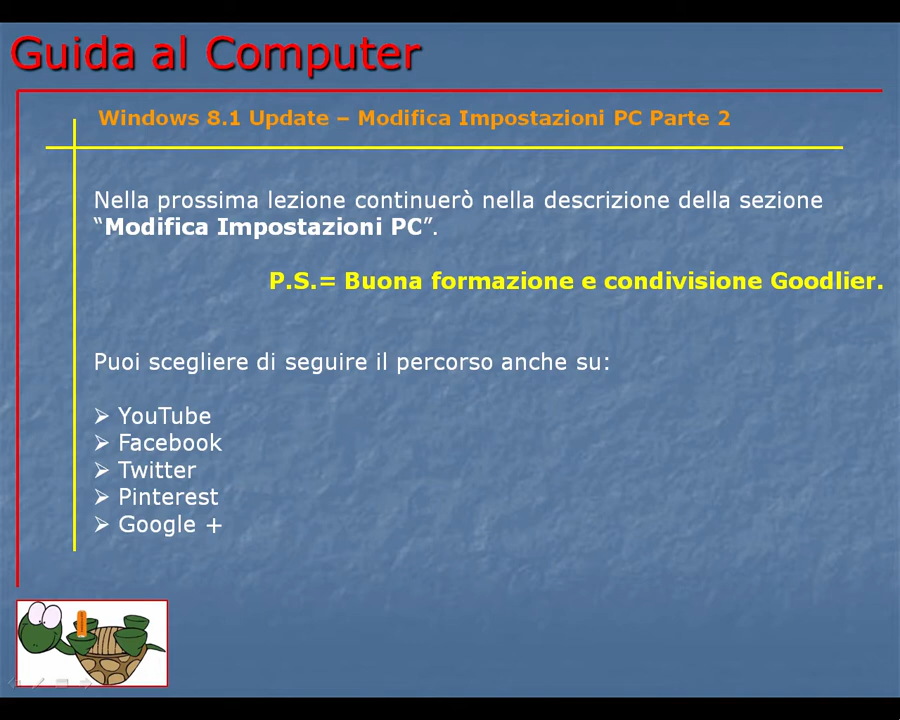 Guida al Computer
Windows 8.1 Update – Modifica Impostazioni PC Parte 2
Nella prossima lezione continuerò nella descrizione della sezione
“Modifica Impostazioni PC”.
P.S.= Buona formazione e condivisione Goodlier.
Puoi scegliere di seguire il percorso anche su:
➢ YouTube
➢ Facebook
➢ Twitter
➢ Pinterest
➢ Google +